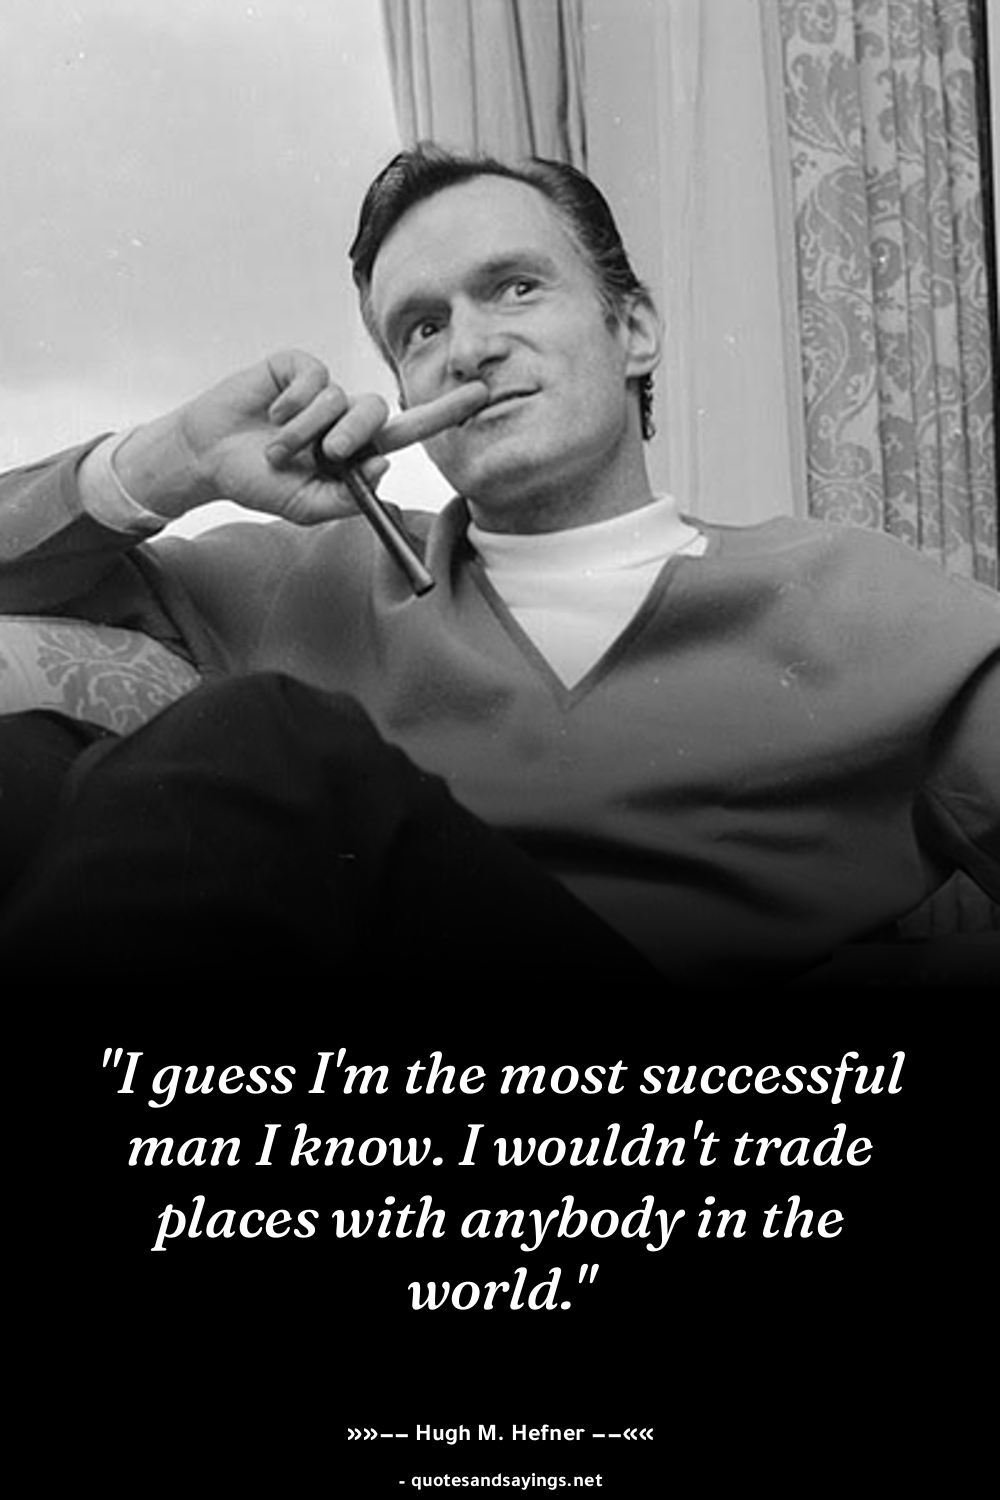 "I guess I'm the most successful
man I know. I wouldn't trade
places with anybody in the
world."
»»–– Hugh M. Hefner ––««
- quotesandsayings.net